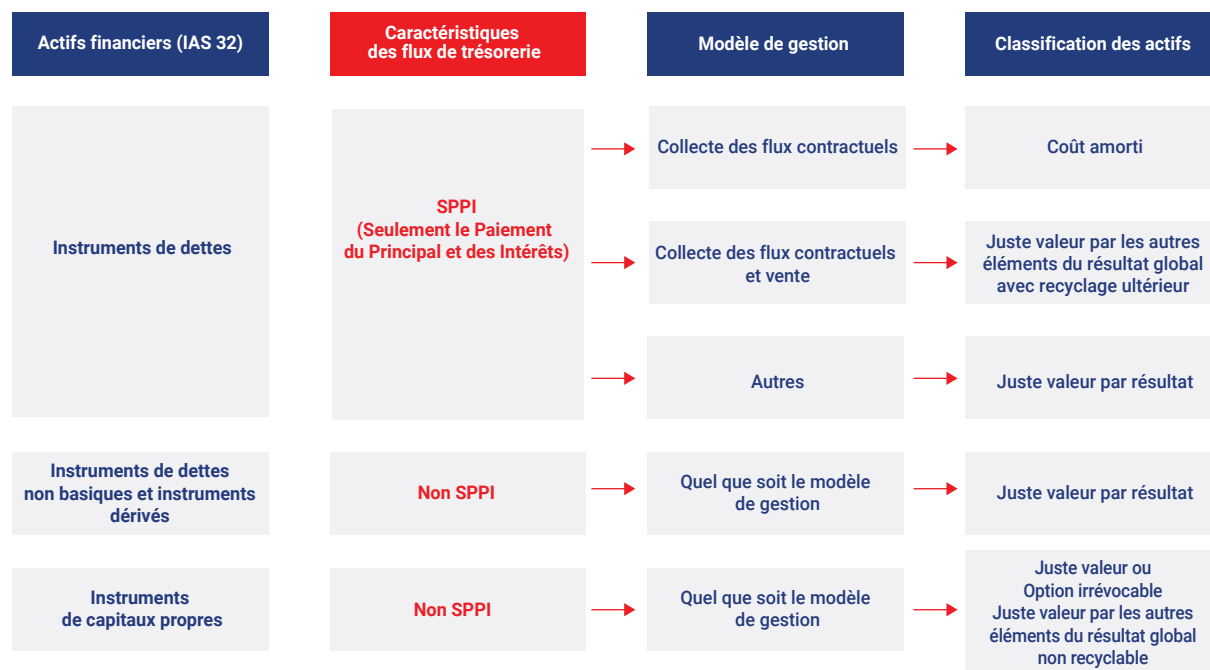 Actifs financiers (IAS 32)
Caractéristiques
des flux de trésorerie
Modèle de gestion
Classification des actifs
Instruments de dettes
SPPI
(Seulement le Paiement
du Principal et des Intérêts)
Collecte des flux contractuels
Coût amorti
Collecte des flux contractuels
et vente
Juste valeur par les autres
éléments du résultat global
avec recyclage ultérieur
Autres
Juste valeur par résultat
Instruments de dettes
non basiques et instruments
dérivés
Non SPPI
Quel que soit le modèle
de gestion
Juste valeur par résultat
Instruments
de capitaux propres
Non SPPI
Quel que soit le modèle
de gestion
Juste valeur ou
Option irrévocable
Juste valeur par les autres
éléments du résultat global
non recyclable